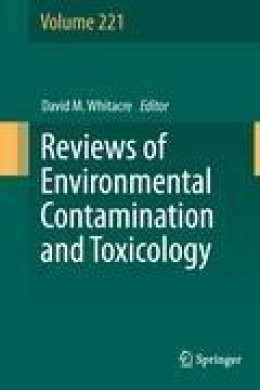 Volume 221
David M. Whitacre Editor
Reviews of
Environmental
Contamination
and Toxicology
Springer